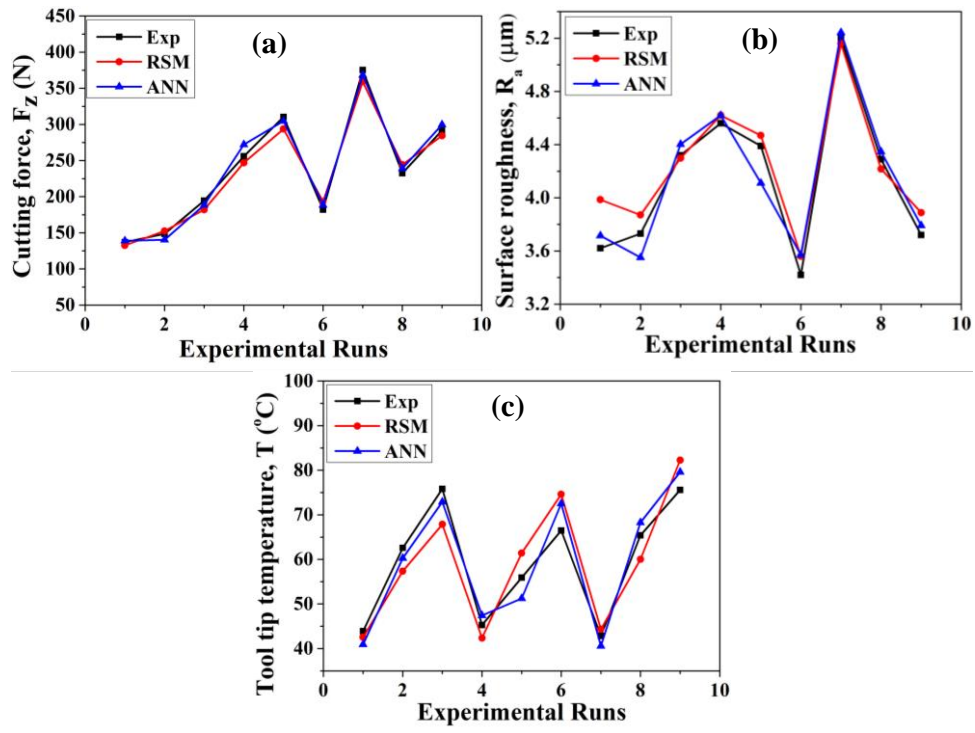 450
400
350
300
250
200
150
100
50
Cutting force, F_Z (N)
Exp
RSM
ANN
(a)
0 2 4 6 8 10
Experimental Runs
5.2
4.8
4.4
4.0
3.6
3.2
Surface roughness, R_a (μm)
Exp
RSM
ANN
(b)
0 2 4 6 8 10
Experimental Runs
100
90
80
70
60
50
40
Tool tip temperature, T (°C)
Exp
RSM
ANN
(c)
0 2 4 6 8 10
Experimental Runs